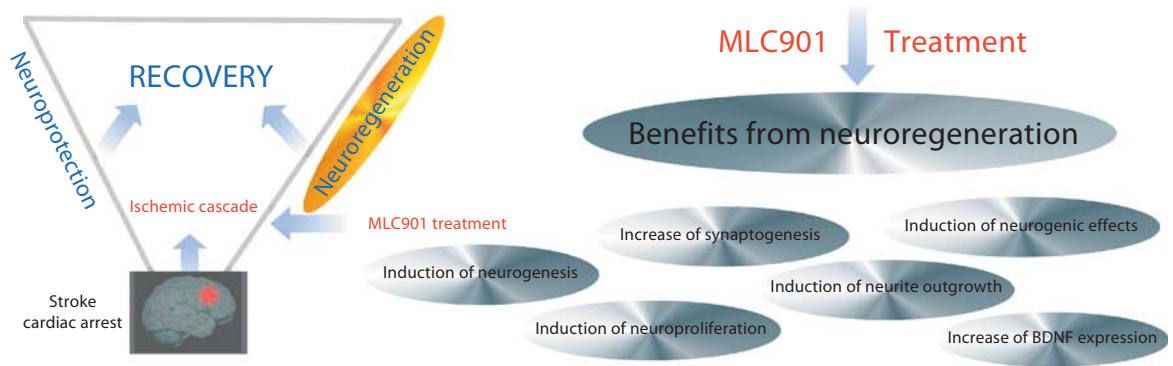 Neuroprotection
RECOVERY
Neuroregeneration
Ischemic cascade
MLC901 treatment
Stroke
cardiac arrest
MLC901 Treatment
Benefits from neuroregeneration
Increase of synaptogenesis
Induction of neurogenic effects
Induction of neurogenesis
Induction of neurite outgrowth
Induction of neuroproliferation
Increase of BDNF expression